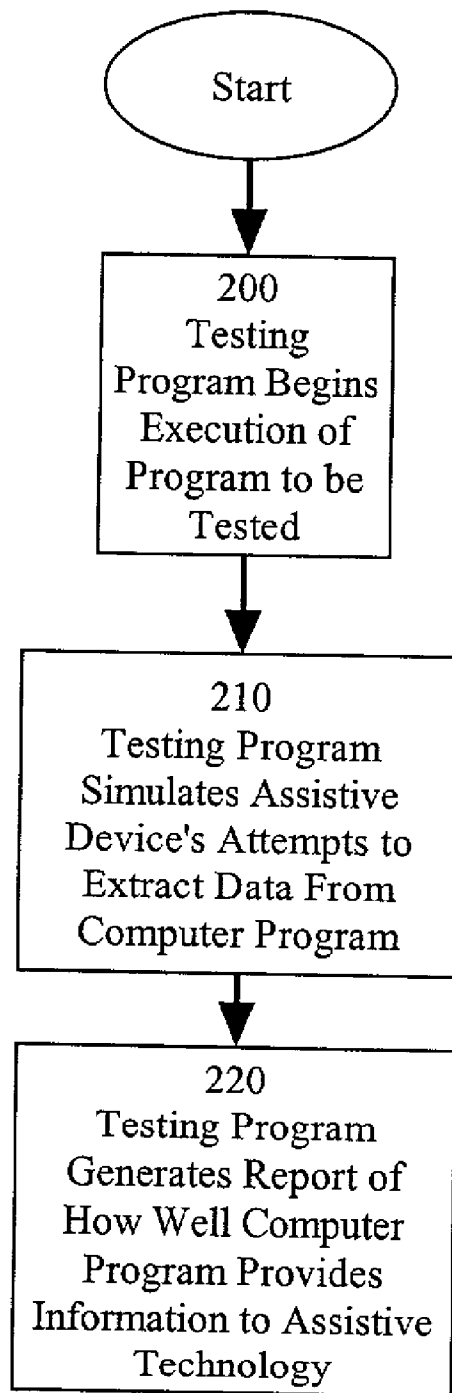 Start
200
Testing
Program Begins
Execution of
Program to be
Tested
210
Testing Program
Simulates Assistive
Device's Attempts to
Extract Data From
Computer Program
220
Testing Program
Generates Report of
How Well Computer
Program Provides
Information to Assistive
Technology